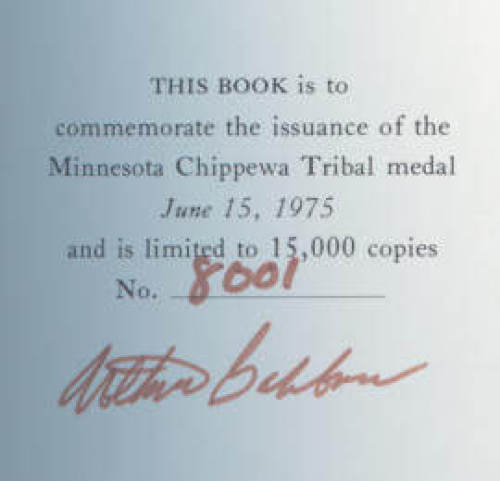 THIS BOOK is to
commemorate the issuance of the
Minnesota Chippewa Tribal medal
June 15, 1975
and is limited to 15,000 copies
No. 8001